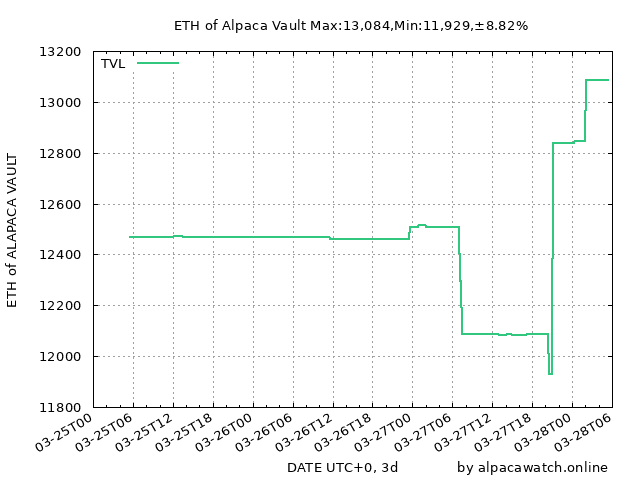 ETH of Alpaca Vault Max:13,084,Min:11,929,±8.82%
TVL
13200
13000
12800
12600
12400
12200
12000
11800
ETH of ALAPACA VAULT
03-25T00
03-25T06
03-25T12
03-25T18
03-26T00
03-26T06
03-26T12
03-26T18
03-27T00
03-27T06
03-27T12
03-27T18
03-28T00
03-28T06
DATE UTC+0, 3d
by alpacawatch.online